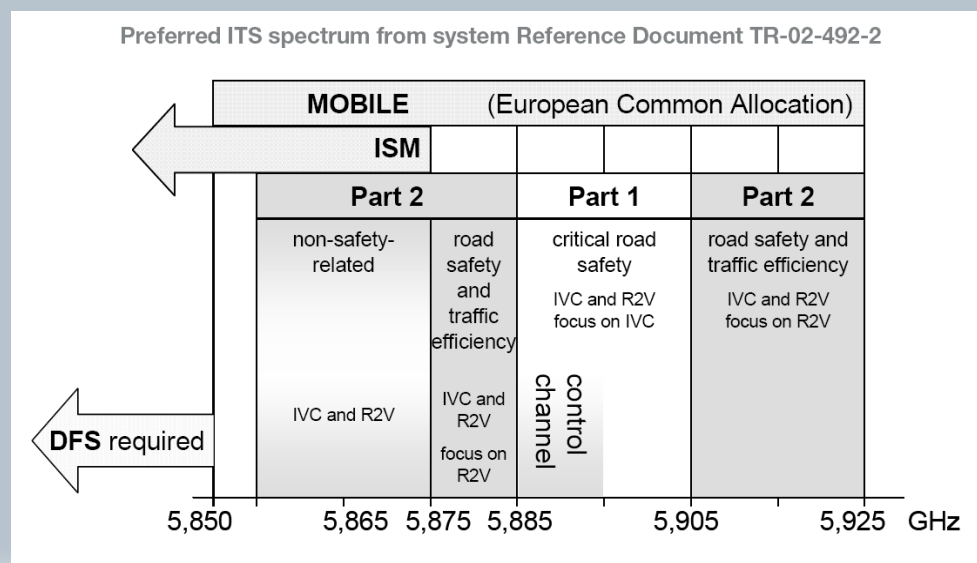 Preferred ITS spectrum from system Reference Document TR-02-492-2
MOBILE (European Common Allocation)
ISM
Part 2
Part 1
Part 2
non-safety-
related
IVC and R2V
road
safety
and
traffic
efficiency
IVC and
R2V
focus on
R2V
critical road
safety
IVC and R2V
focus on IVC
control
channel
road safety and
traffic efficiency
IVC and R2V
focus on R2V
DFS required
5,850 5,865 5,875 5,885 5,905 5,925 GHz